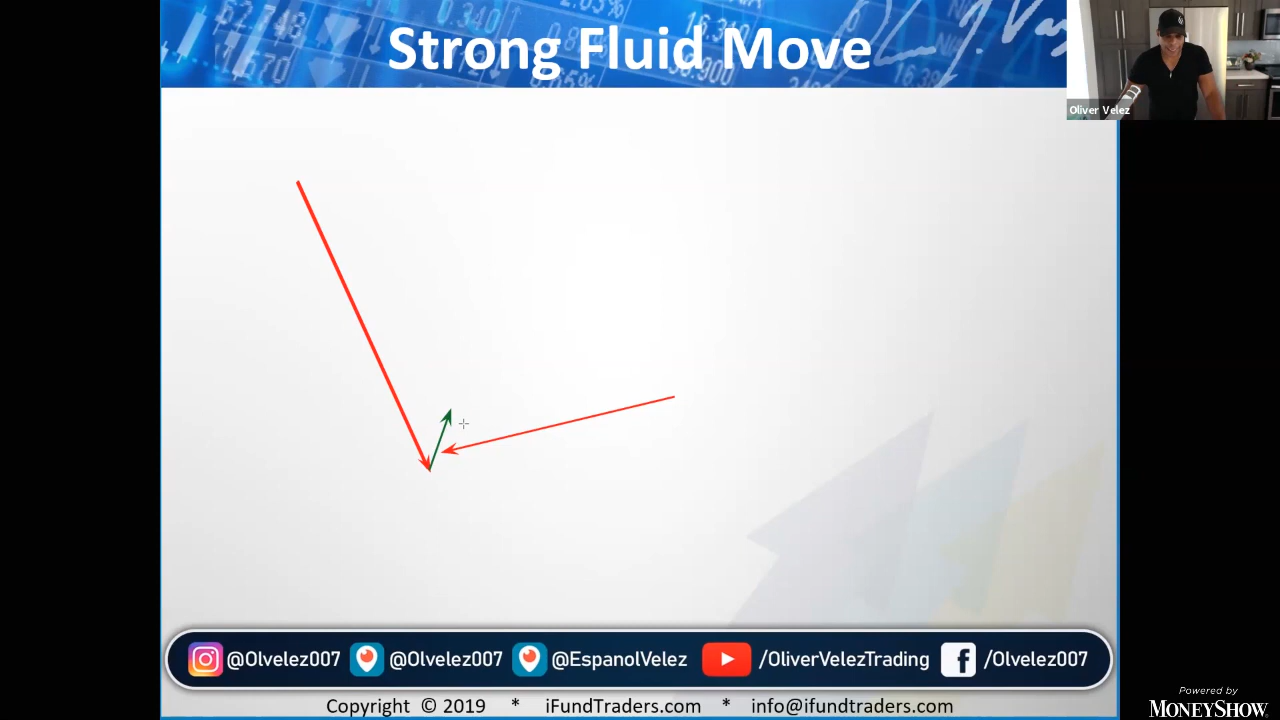 Strong Fluid Move
Oliver Velez
@Olvelez007 @Olvelez007 @EspanolVelez /OliverVelezTrading /Olvelez007
Copyright © 2019 * iFundTraders.com * info@ifundtraders.com
Powered by
MONEYSHOW